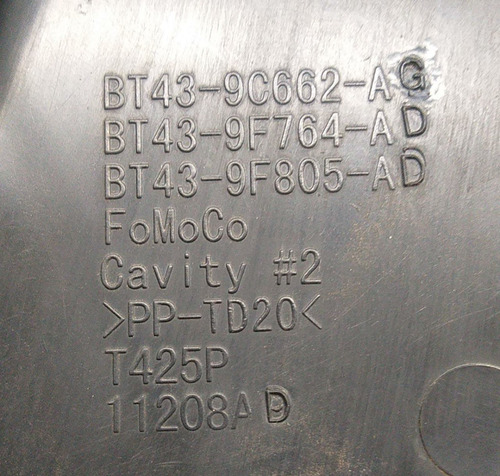 BT43-9C662-AG
BT43-9F764-AD
BT43-9F805-AD
FoMoCo
Cavity #2
>PP-TD20<
T425P
11208AD